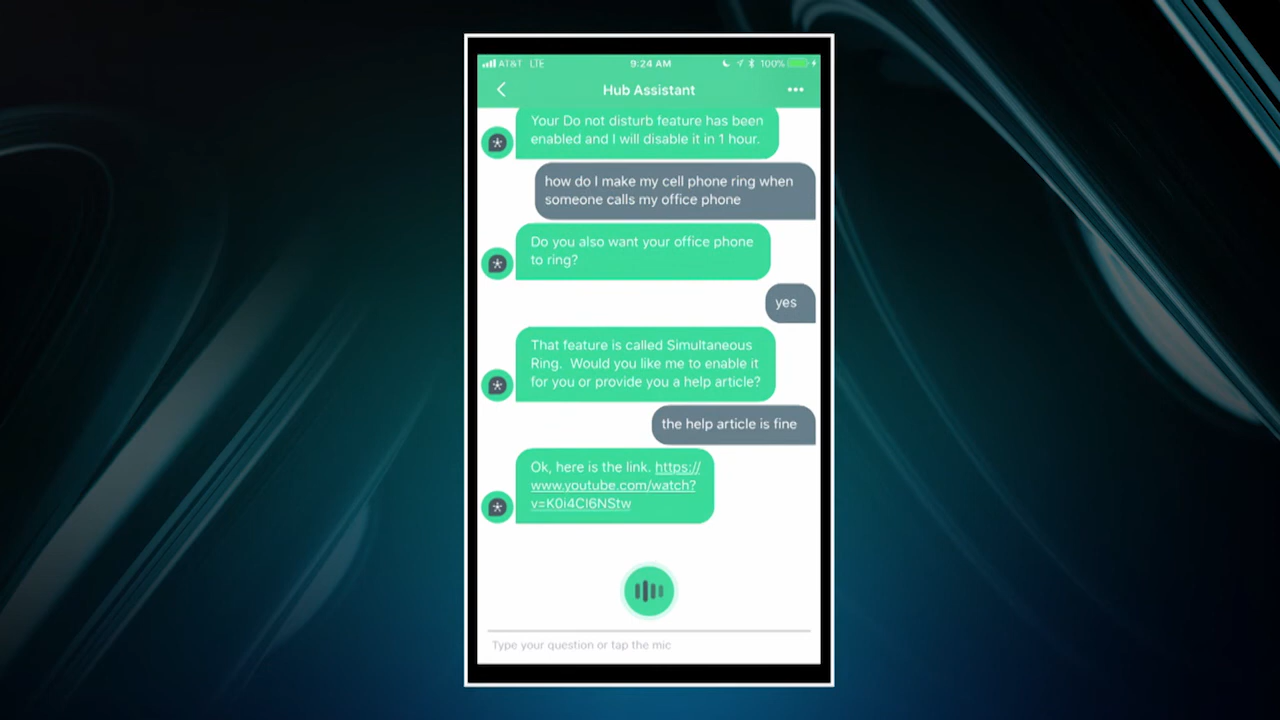 AT&T LTE 9:24 AM 100%
Hub Assistant
Your Do not disturb feature has been
enabled and I will disable it in 1 hour.
how do I make my cell phone ring when
someone calls my office phone
Do you also want your office phone
to ring?
yes
That feature is called Simultaneous
Ring. Would you like me to enable it
for you or provide you a help article?
the help article is fine
Ok, here is the link. https://
www.youtube.com/watch?
v=K0i4Cl6NStw
Type your question or tap the mic